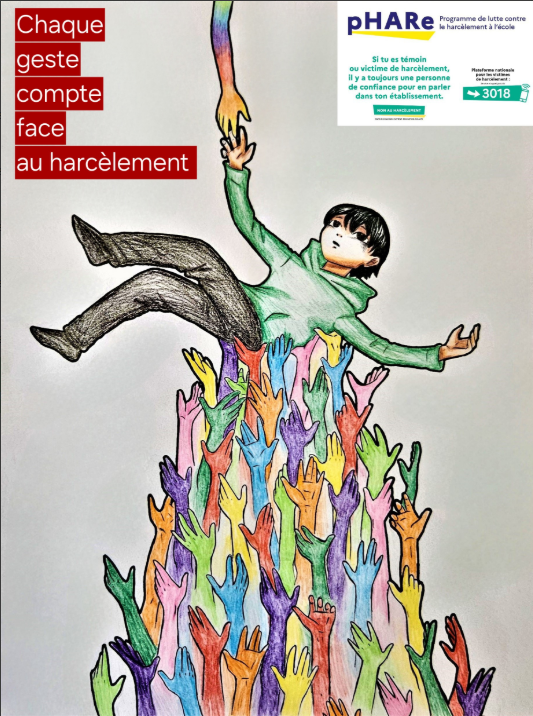 Chaque
geste
compte
face
au harcèlement
pHARe
Programme de lutte contre
le harcèlement à l'école
Si tu es témoin
ou victime de harcèlement,
il y a toujours une personne
de confiance pour en parler
dans ton établissement.
NON AU HARCÈLEMENT
Plateforme nationale
pour les victimes
de harcèlement :
3018